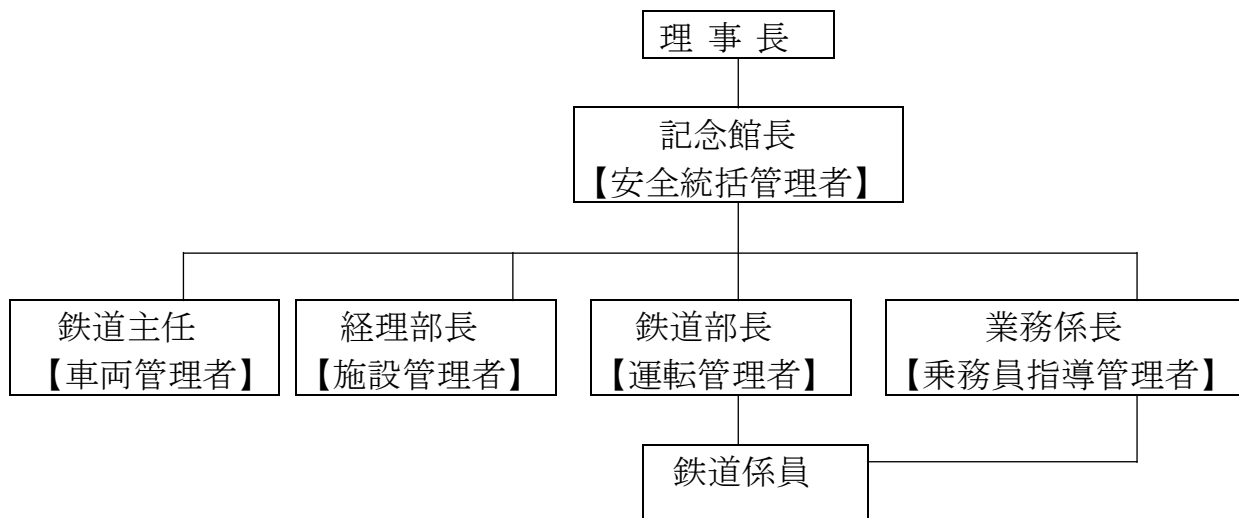 理事長
記念館長
【安全統括管理者】
鉄道主任
【車両管理者】
経理部長
【施設管理者】
鉄道部長
【運転管理者】
業務係長
【乗務員指導管理者】
鉄道係員